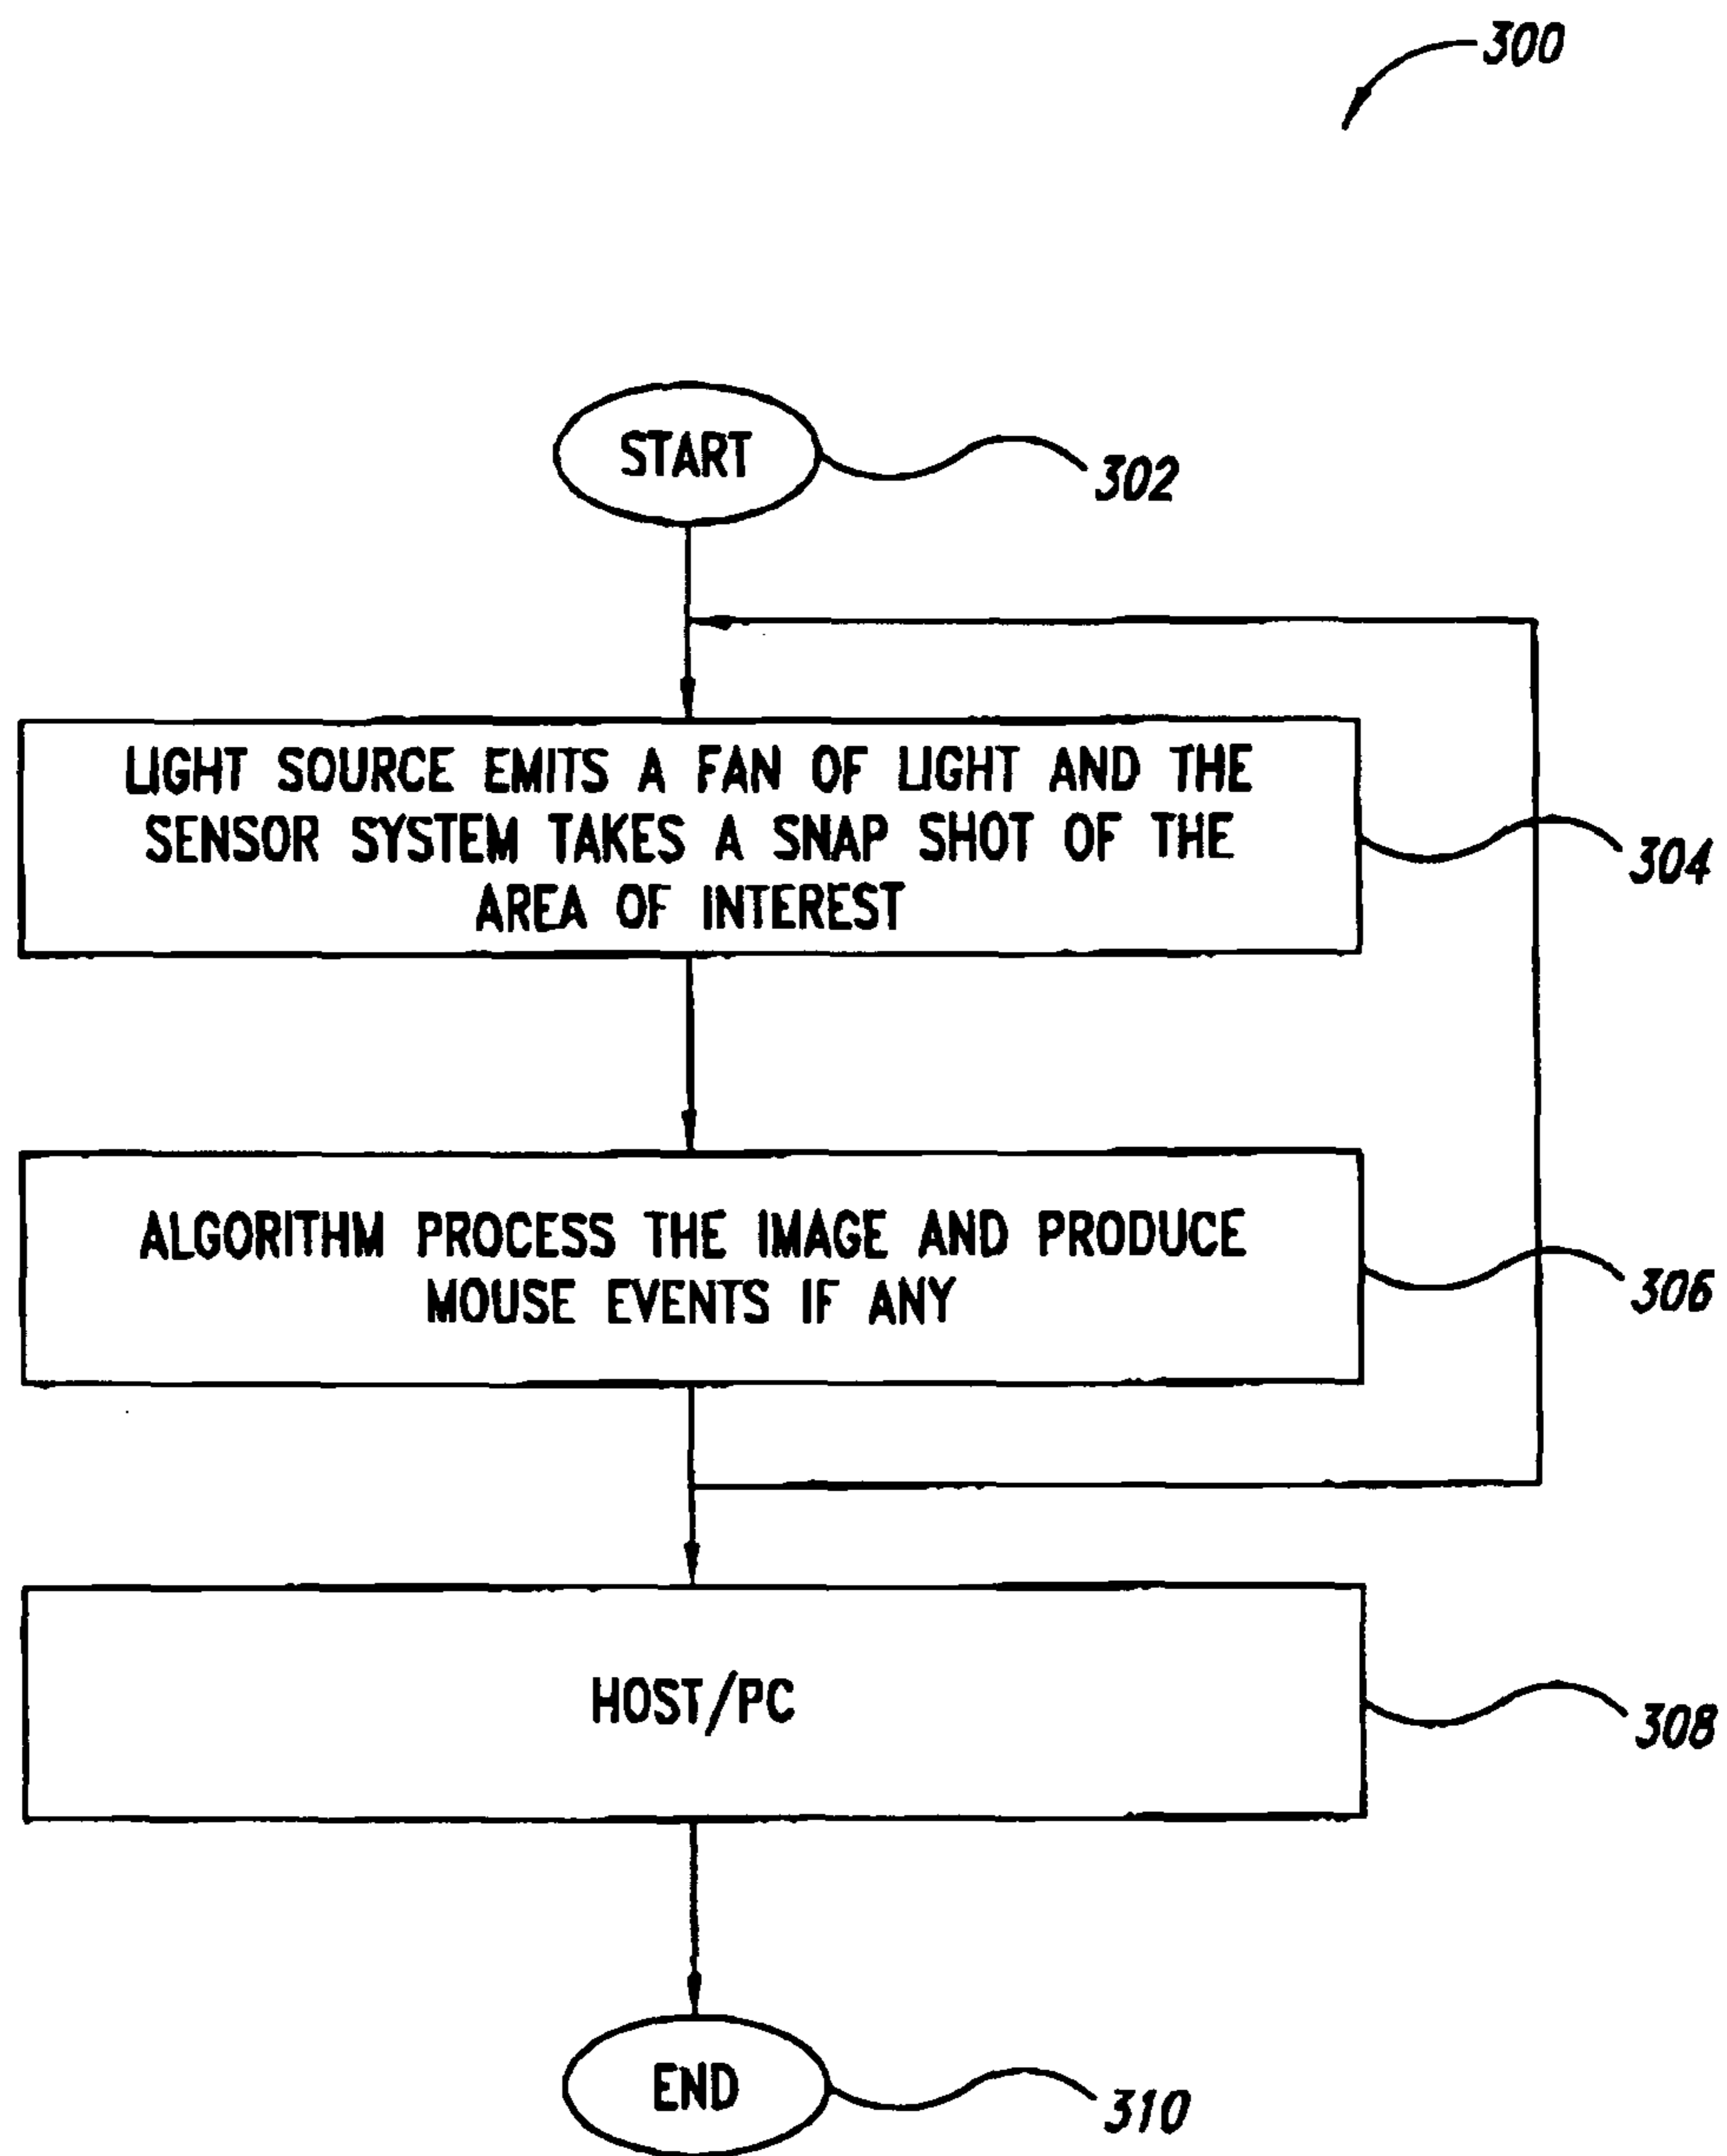 300
START
302
LIGHT SOURCE EMITS A FAN OF LIGHT AND THE
SENSOR SYSTEM TAKES A SNAP SHOT OF THE
AREA OF INTEREST
304
ALGORITHM PROCESS THE IMAGE AND PRODUCE
MOUSE EVENTS IF ANY
306
HOST/PC
308
END
310